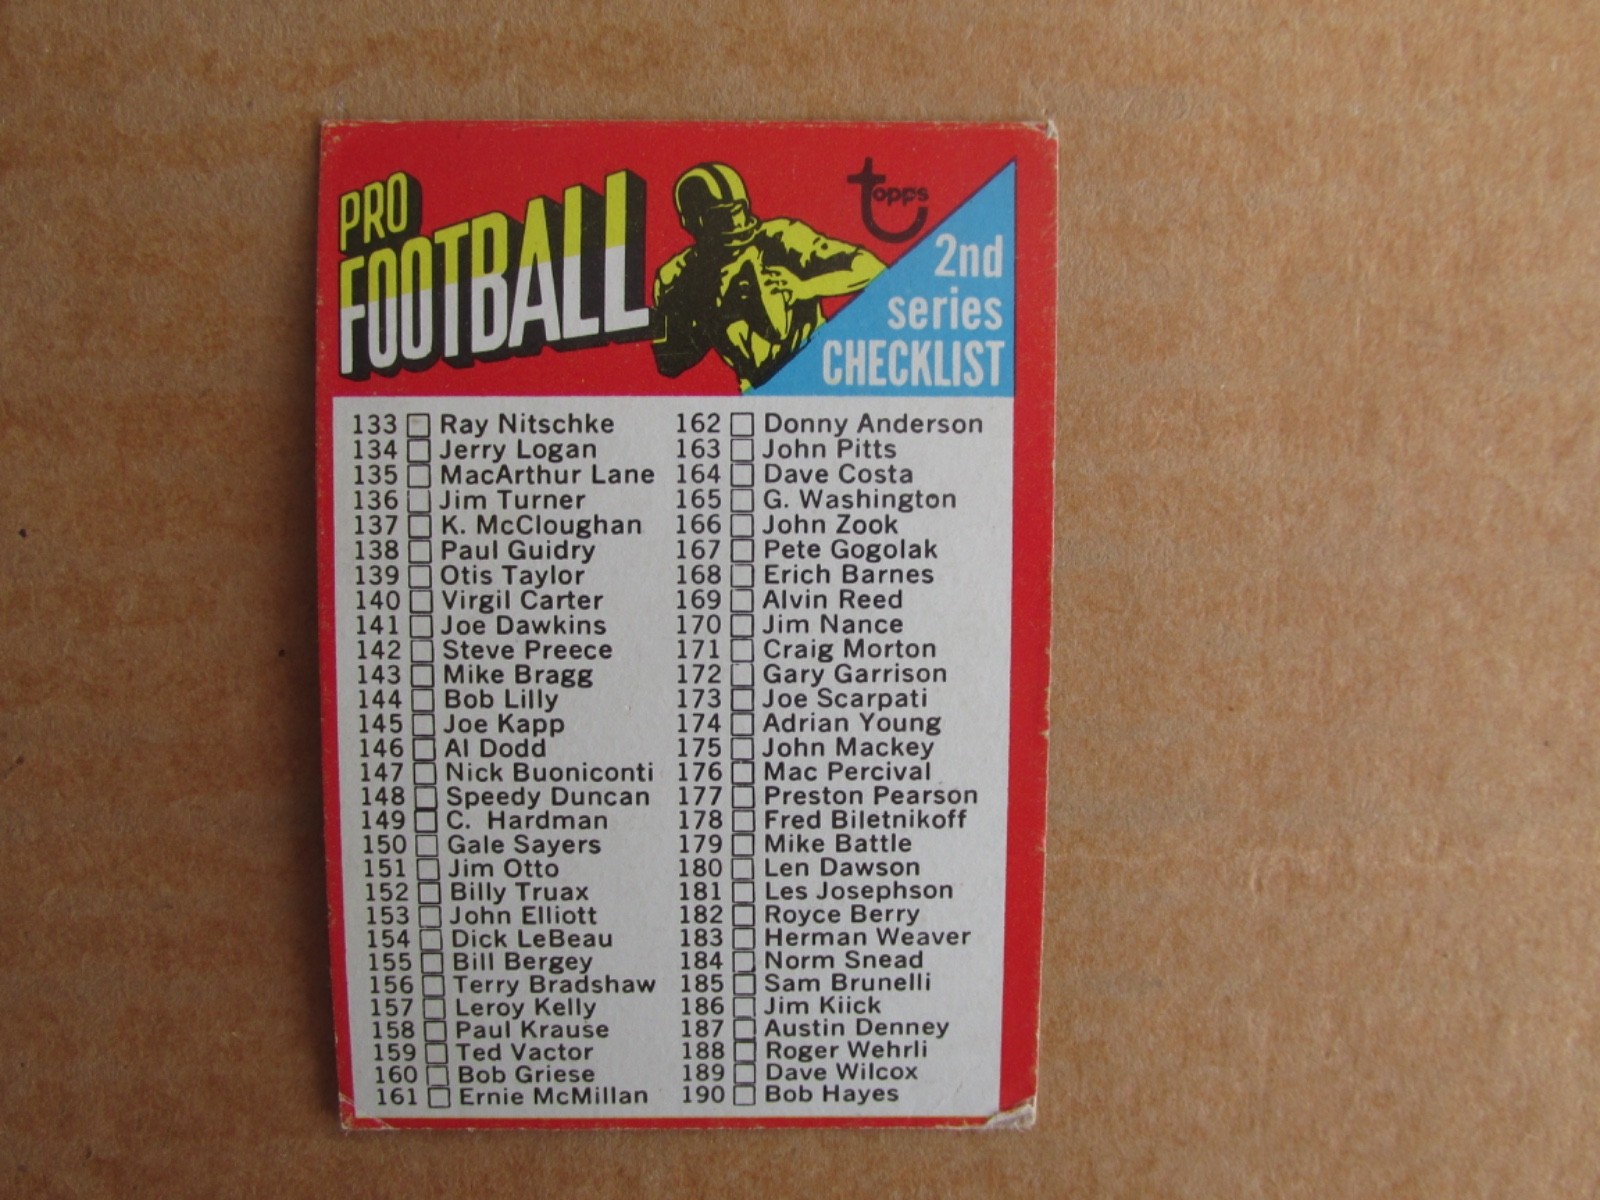 PRO
FOOTBALL
topps
2nd
series
CHECKLIST
133 Ray Nitschke
134 Jerry Logan
135 MacArthur Lane
136 Jim Turner
137 K. McCloughan
138 Paul Guidry
139 Otis Taylor
140 Virgil Carter
141 Joe Dawkins
142 Steve Preece
143 Mike Bragg
144 Bob Lilly
145 Joe Kapp
146 Al Dodd
147 Nick Buoniconti
148 Speedy Duncan
149 C. Hardman
150 Gale Sayers
151 Jim Otto
152 Billy Truax
153 John Elliott
154 Dick LeBeau
155 Bill Bergey
156 Terry Bradshaw
157 Leroy Kelly
158 Paul Krause
159 Ted Vactor
160 Bob Griese
161 Ernie McMillan
162 Donny Anderson
163 John Pitts
164 Dave Costa
165 G. Washington
166 John Zook
167 Pete Gogolak
168 Erich Barnes
169 Alvin Reed
170 Jim Nance
171 Craig Morton
172 Gary Garrison
173 Joe Scarpati
174 Adrian Young
175 John Mackey
176 Mac Percival
177 Preston Pearson
178 Fred Biletnikoff
179 Mike Battle
180 Len Dawson
181 Les Josephson
182 Royce Berry
183 Herman Weaver
184 Norm Snead
185 Sam Brunelli
186 Jim Kiick
187 Austin Denney
188 Roger Wehrli
189 Dave Wilcox
190 Bob Hayes